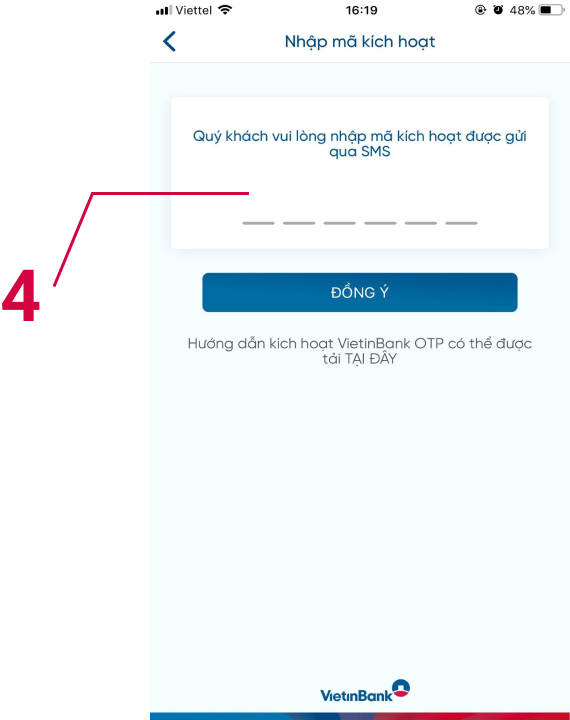 Viettel 16:19 48%
Nhập mã kích hoạt
Quý khách vui lòng nhập mã kích hoạt được gửi
qua SMS
4
ĐỒNG Ý
Hướng dẫn kích hoạt VietinBank OTP có thể được
tải TẠI ĐÂY
VietinBank